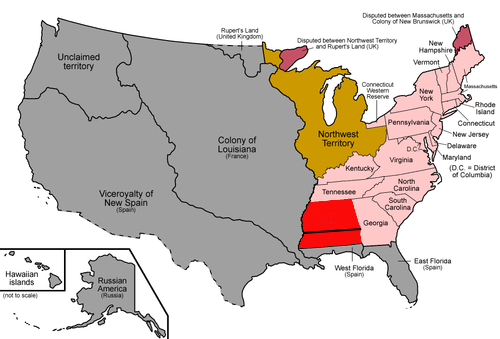 Rupert's Land
(United Kingdom)
Disputed between Northwest Territory
and Rupert's Land (UK)
Disputed between Massachusetts and
Colony of New Brunswick (UK)
New
Hampshire
Vermont
Massachusetts
Unclaimed
territory
Connecticut
Western
Reserve
New
York
Rhode
Island
Connecticut
Pennsylvania
New Jersey
Northwest
Territory
Colony of
Louisiana
(France)
D.C.
Delaware
Maryland
(D.C. = District
of Columbia)
Virginia
Kentucky
Viceroyalty of
New Spain
(Spain)
Tennessee
North
Carolina
South
Carolina
Georgia
Hawaiian
islands
(not to scale)
Russian
America
(Russia)
West Florida
(Spain)
East Florida
(Spain)